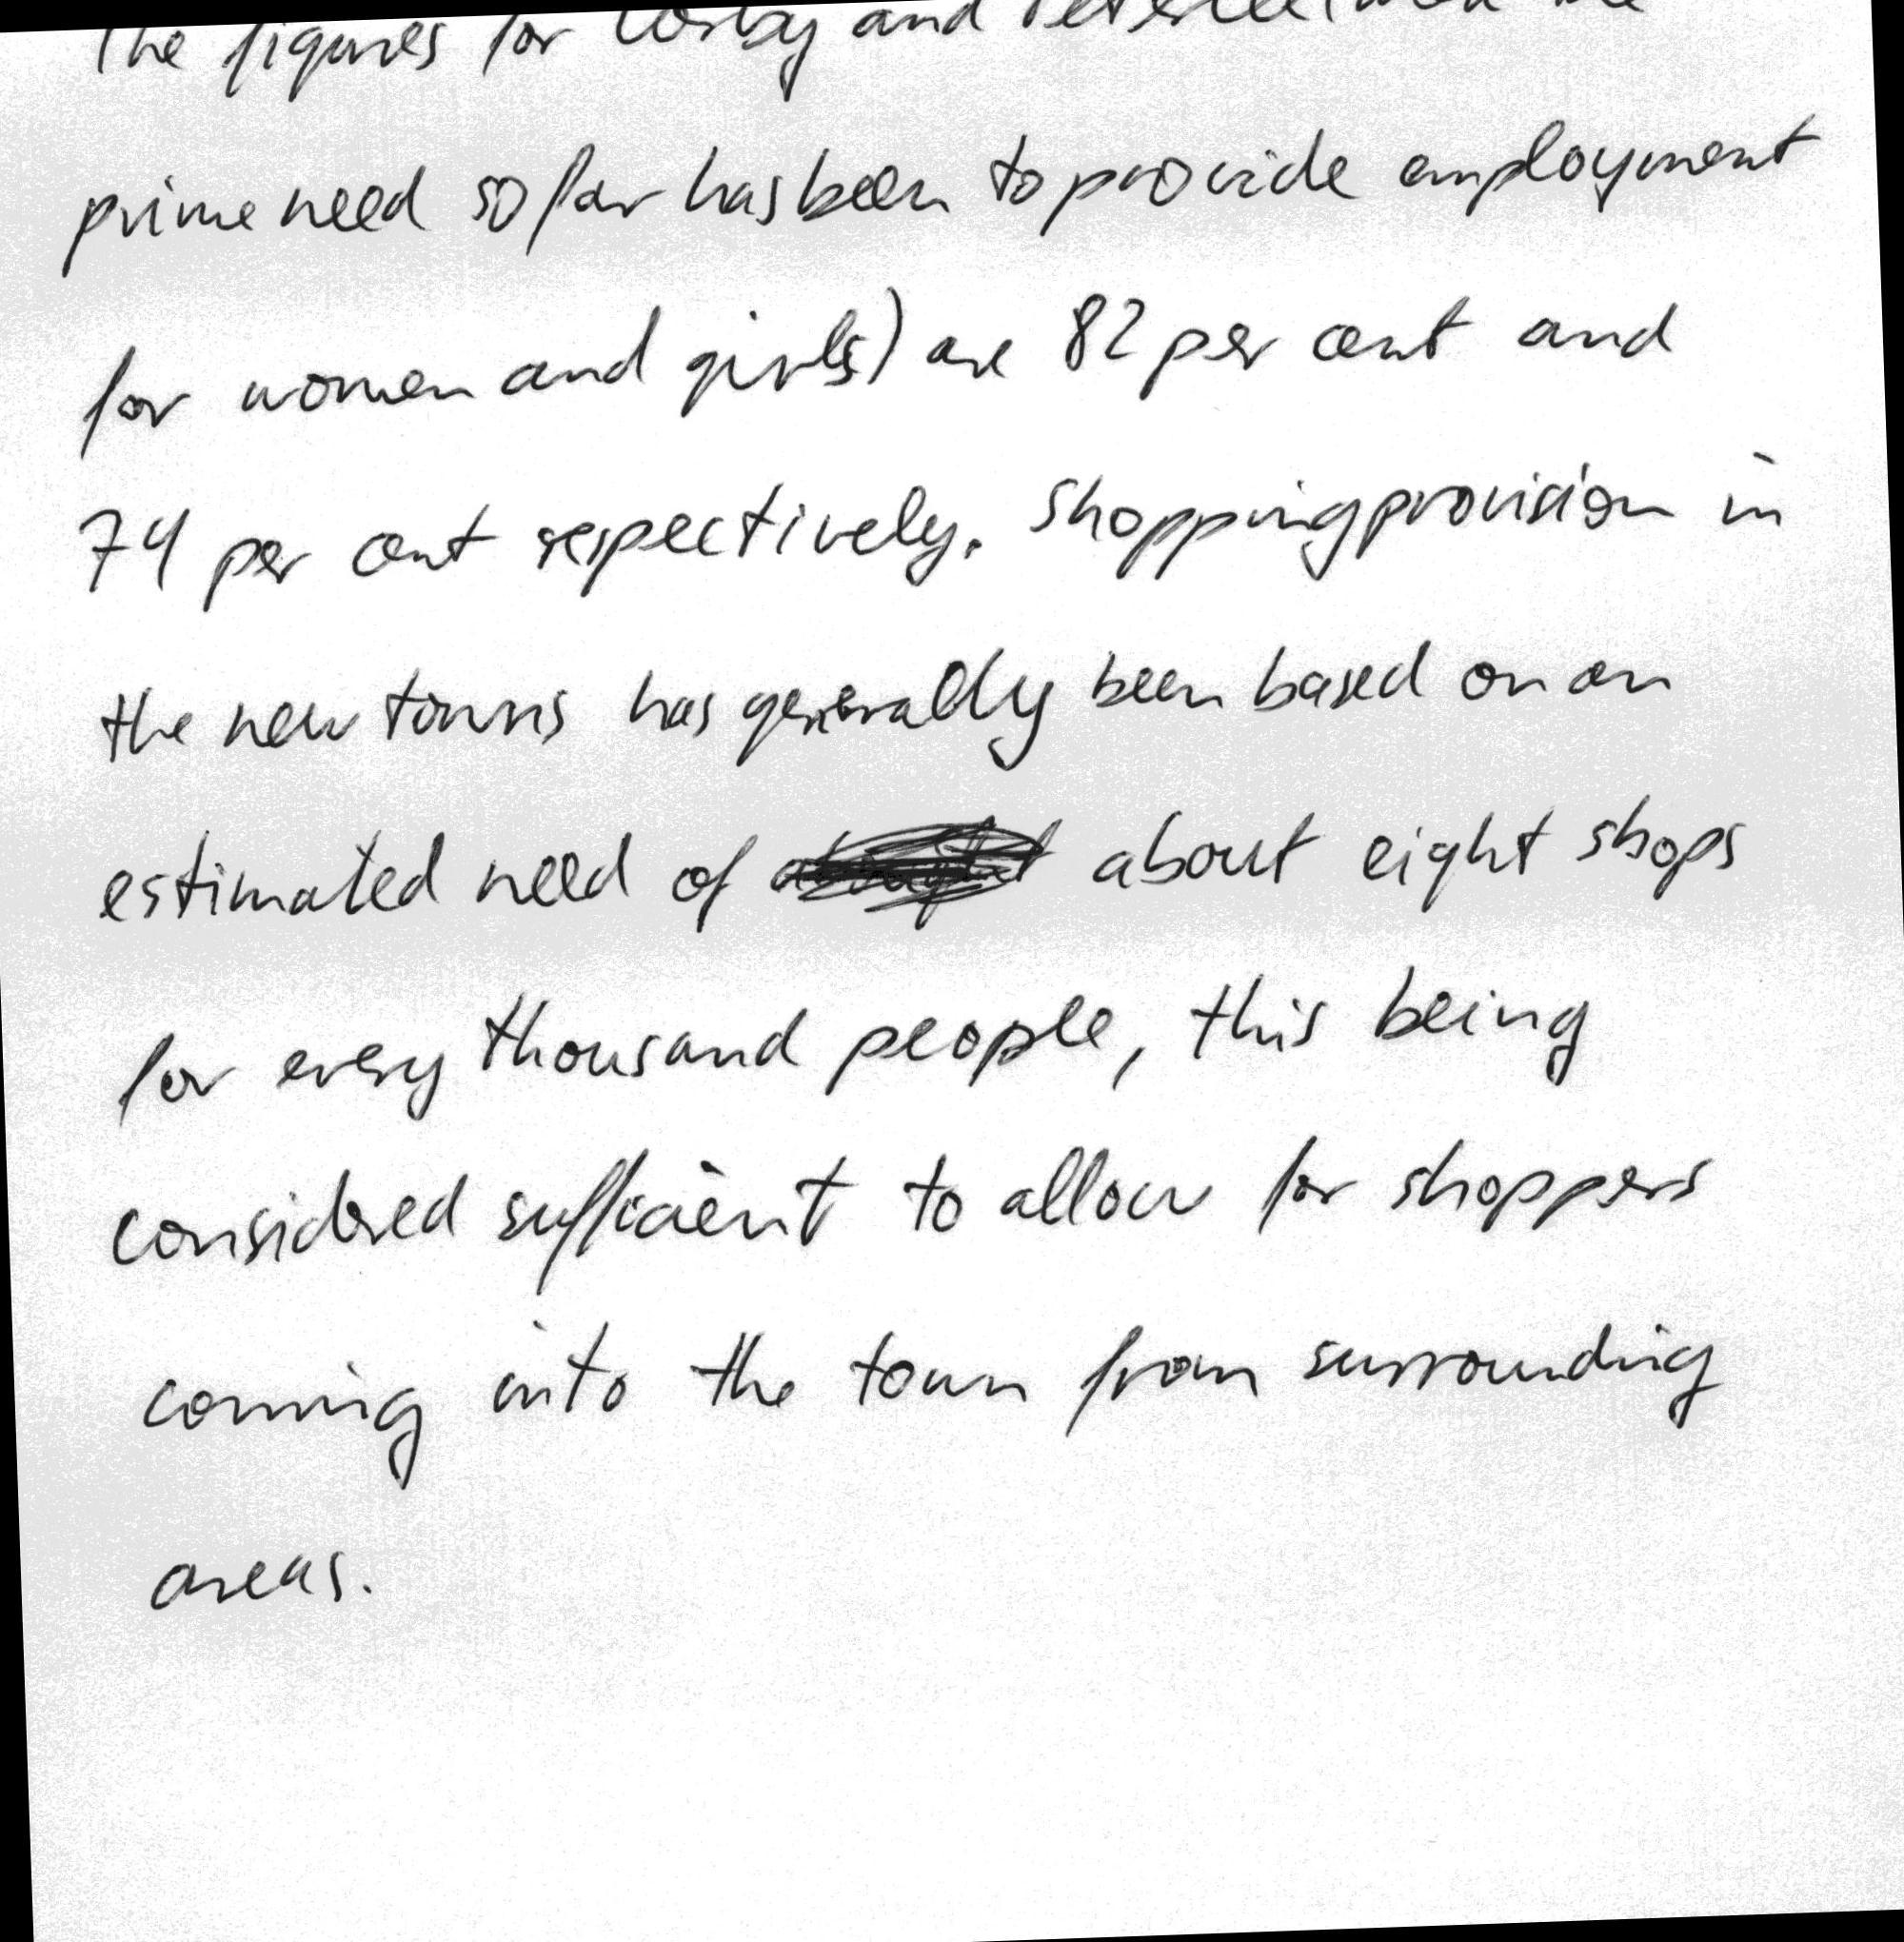 The figures for Corby and Peterlee (where the
prime need so far has been to provide employment
for women and girls) are 82 per cent and
74 per cent respectively. Shopping provision in
the new towns has generally been based on an
estimated need of about eight shops
for every thousand people, this being
considered sufficient to allow for shoppers
coming into the town from surrounding
areas.